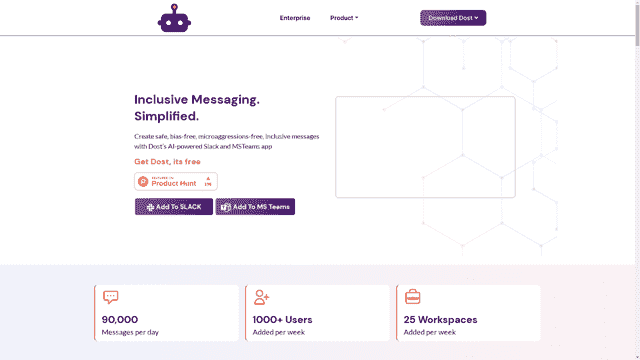 Enterprise
Product
Download Dost
Inclusive Messaging.
Simplified.
Create safe, bias-free, microaggressions-free, inclusive messages
with Dost's AI-powered Slack and MSTeams app
Get Dost, its free
Product Hunt
Add To SLACK
Add To MS Teams
90,000
Messages per day
1000+ Users
Added per week
25 Workspaces
Added per week